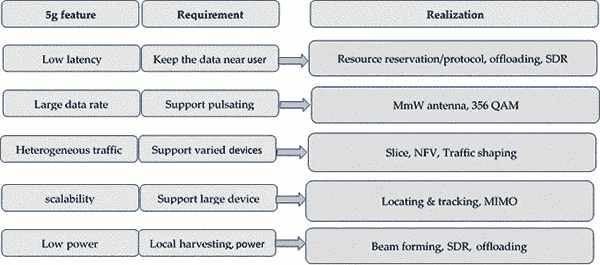 5g feature Requirement Realization
Low latency Keep the data near user Resource reservation/protocol, offloading, SDR
Large data rate Support pulsating MmW antenna, 356 QAM
Heterogeneous traffic Support varied devices Slice, NFV, Traffic shaping
scalability Support large device Locating & tracking, MIMO
Low power Local harvesting, power Beam forming, SDR, offloading